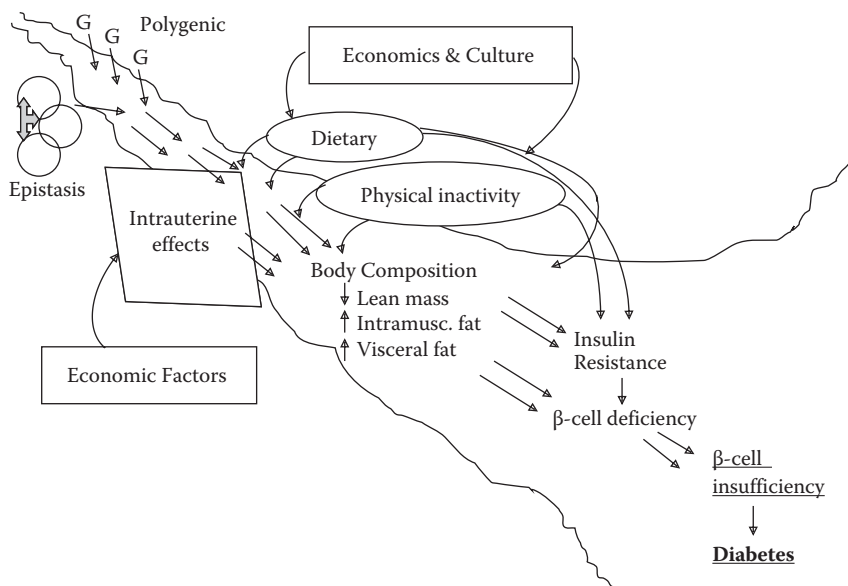 G
Polygenic
G
G
Economics & Culture
Dietary
Epistasis
Physical inactivity
Intrauterine
effects
Body Composition
Lean mass
Intramusc. fat
Visceral fat
Insulin
Resistance
Economic Factors
β-cell deficiency
β-cell
insufficiency
Diabetes